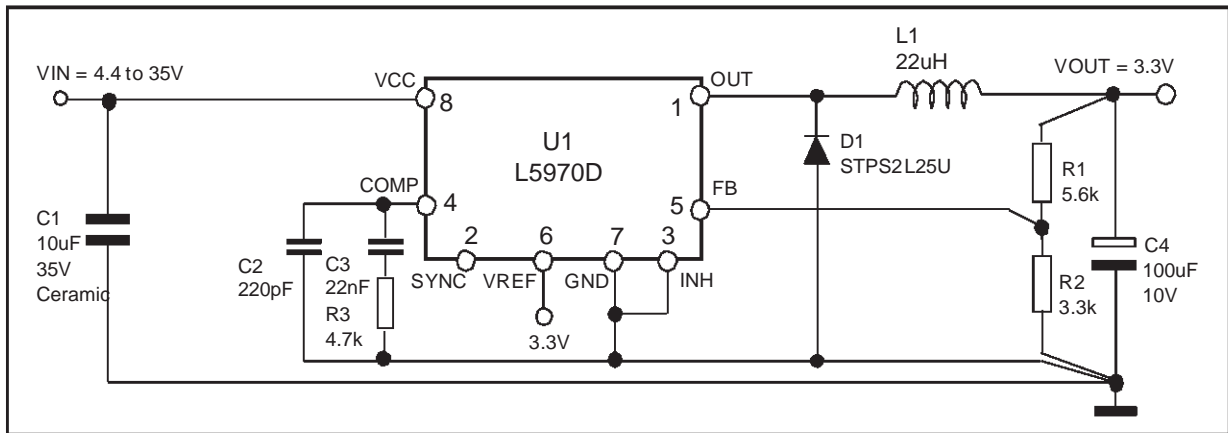 VIN = 4.4 to 35V
VCC
8
U1
L5970D
OUT
1
L1
22uH
VOUT = 3.3V
D1
STPS2L25U
COMP
4
FB
5
R1
5.6k
C1
10uF
35V
Ceramic
C2
220pF
C3
22nF
R3
4.7k
2
SYNC
6
VREF
3.3V
7
GND
3
INH
R2
3.3k
C4
100uF
10V